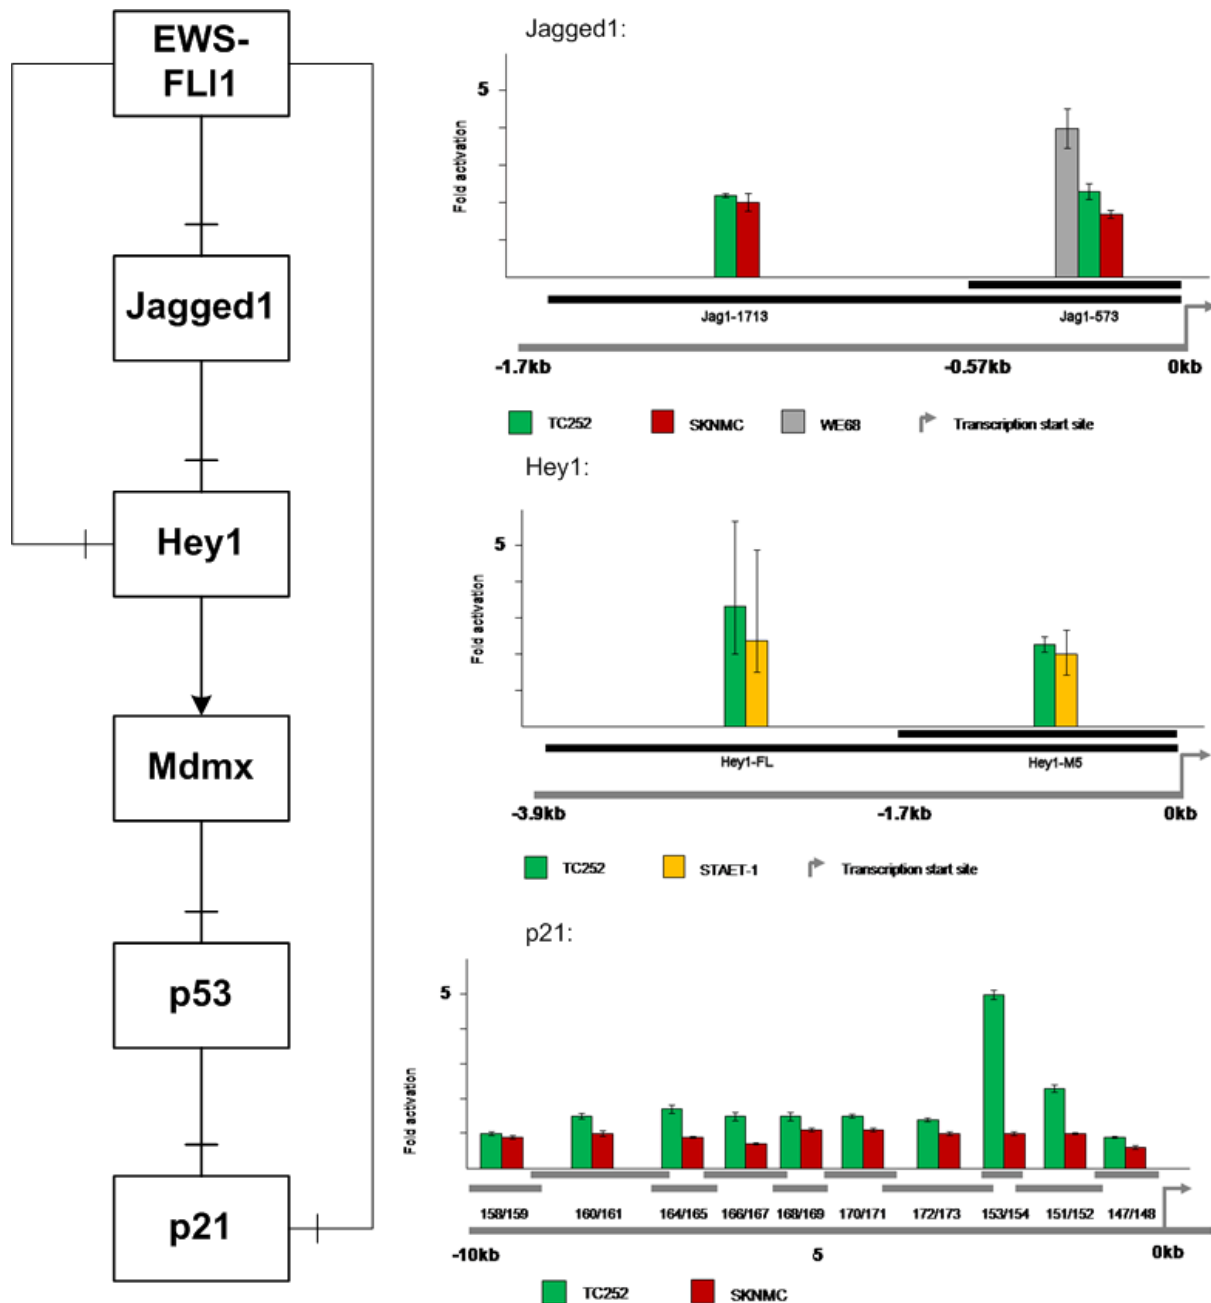 EWS-
FLI1
Jagged1
Hey1
Mdmx
p53
p21
Jagged1:
5
Fold activation
Jag1-1713 Jag1-573
-1.7kb -0.57kb 0kb
TC252 SKNMC WE68 Transcription start site
Hey1:
5
Fold activation
Hey1-FL Hey1-M5
-3.9kb -1.7kb 0kb
TC252 STAET-1 Transcription start site
p21:
5
Fold activation
158/159 160/161 164/165 166/167 168/169 170/171 172/173 153/154 151/152 147/148
-10kb 5 0kb
TC252 SKNMC